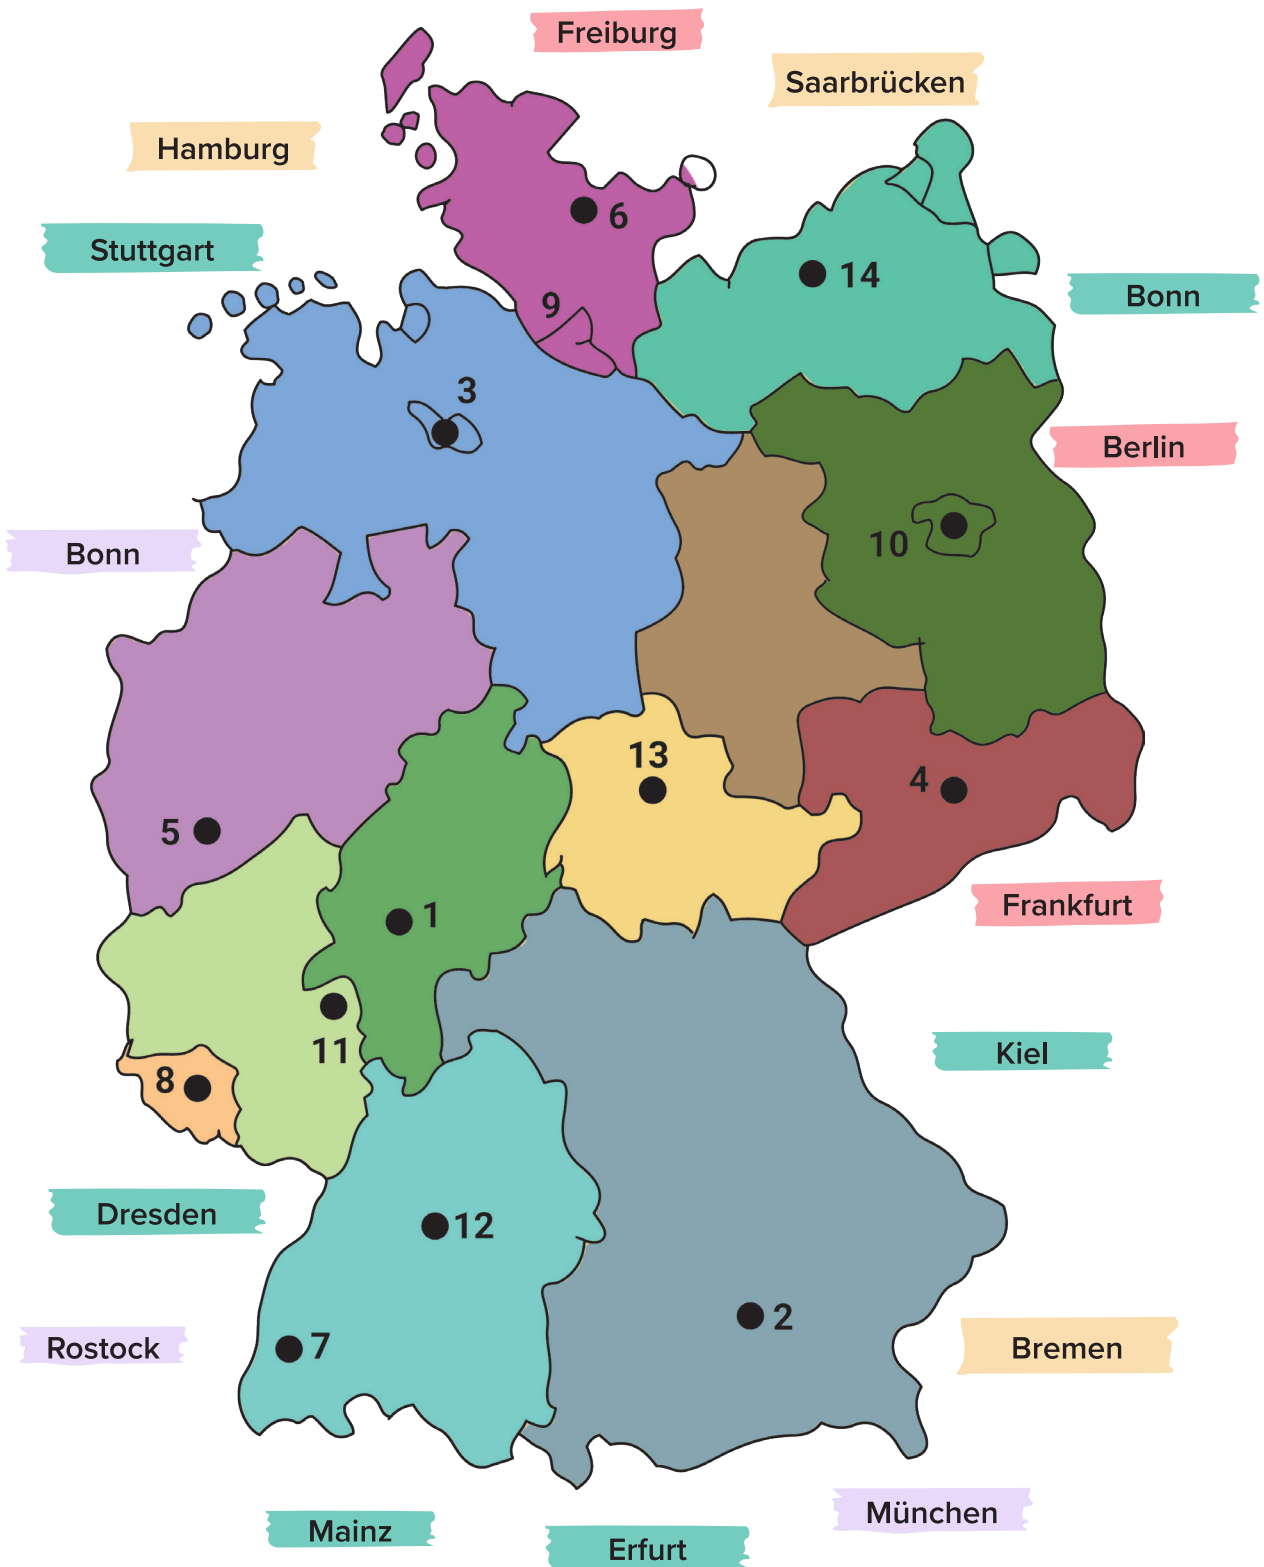 Freiburg
Saarbrücken
Hamburg
6
Stuttgart
14
Bonn
9
3
Berlin
10
Bonn
13
4
5
Frankfurt
1
11
Kiel
8
Dresden
12
2
7
Rostock
Bremen
München
Mainz
Erfurt